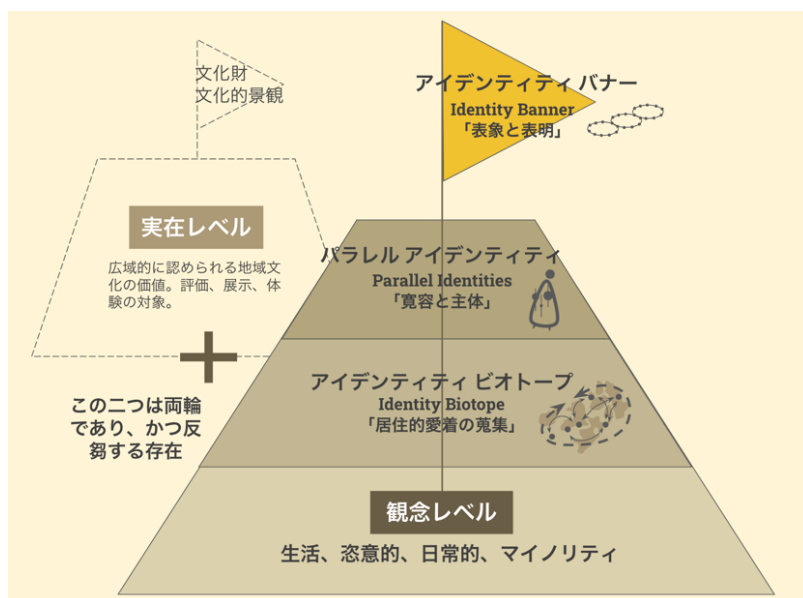 文化財
文化的景観
実在レベル
広域的に認められる地域文
化の価値。評価、展示、体
験の対象。
この二つは両輪
であり、かつ反
芻する存在
アイデンティティ バナー
Identity Banner
「表象と表明」
パラレル アイデンティティ
Parallel Identities
「寛容と主体」
アイデンティティ ビオトープ
Identity Biotope
「居住的愛着の蒐集」
観念レベル
生活、恣意的、日常的、マイノリティ